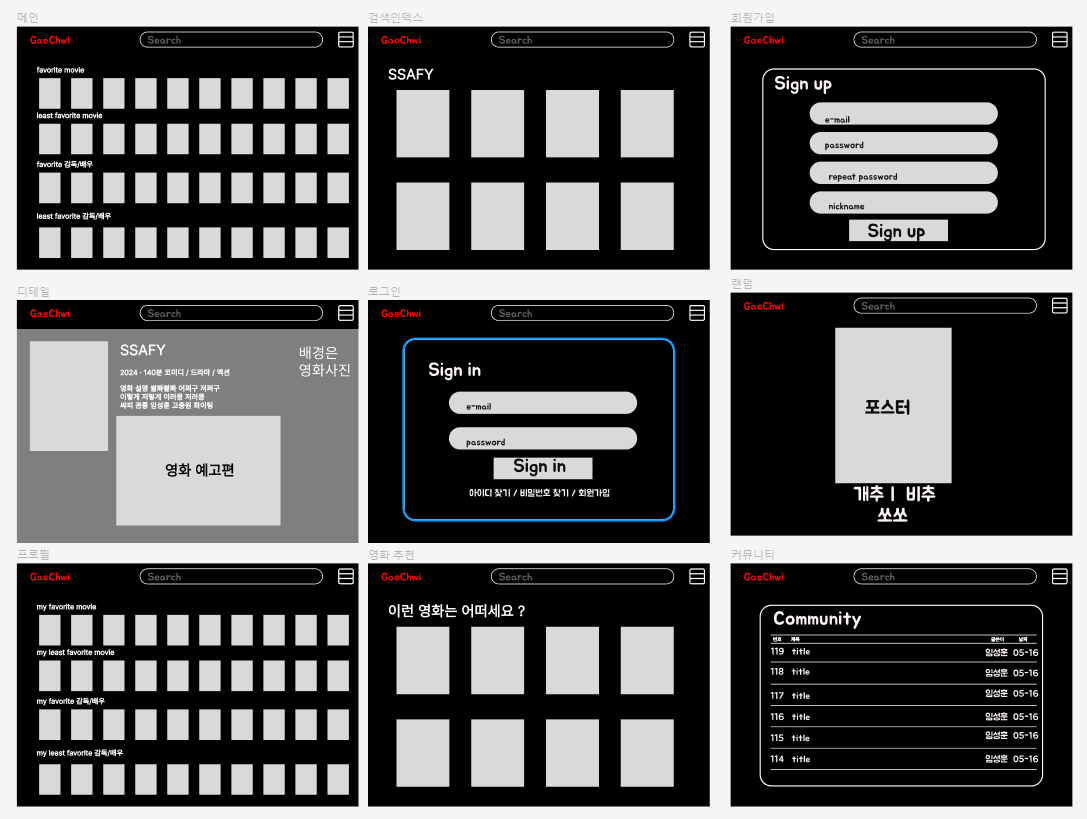 메인
GaeChwi
Search
favorite movie
least favorite movie
favorite 감독/배우
least favorite 감독/배우
검색인덱스
GaeChwi
Search
SSAFY
회원가입
GaeChwi
Search
Sign up
e-mail
password
repeat password
nickname
Sign up
디테일
GaeChwi
Search
SSAFY
2024 · 140분 코미디 / 드라마 / 액션
영화 설명 쌀롸쌀롸 어쩌구 저쩌구
이렇게 저렇게 이러쿵 저러쿵
싸피 관통 임성훈 고충원 화이팅
배경은
영화사진
영화 예고편
로그인
GaeChwi
Search
Sign in
e-mail
password
Sign in
아이디 찾기 / 비밀번호 찾기 / 회원가입
랜덤
GaeChwi
Search
포스터
개추 | 비추
쏘쏘
프로필
GaeChwi
Search
my favorite movie
my least favorite movie
my favorite 감독/배우
my least favorite 감독/배우
영화 추천
GaeChwi
Search
이런 영화는 어떠세요 ?
커뮤니티
GaeChwi
Search
Community
번호 제목 글쓴이 날짜
119 title 임성훈 05-16
118 title 임성훈 05-16
117 title 임성훈 05-16
116 title 임성훈 05-16
115 title 임성훈 05-16
114 title 임성훈 05-16